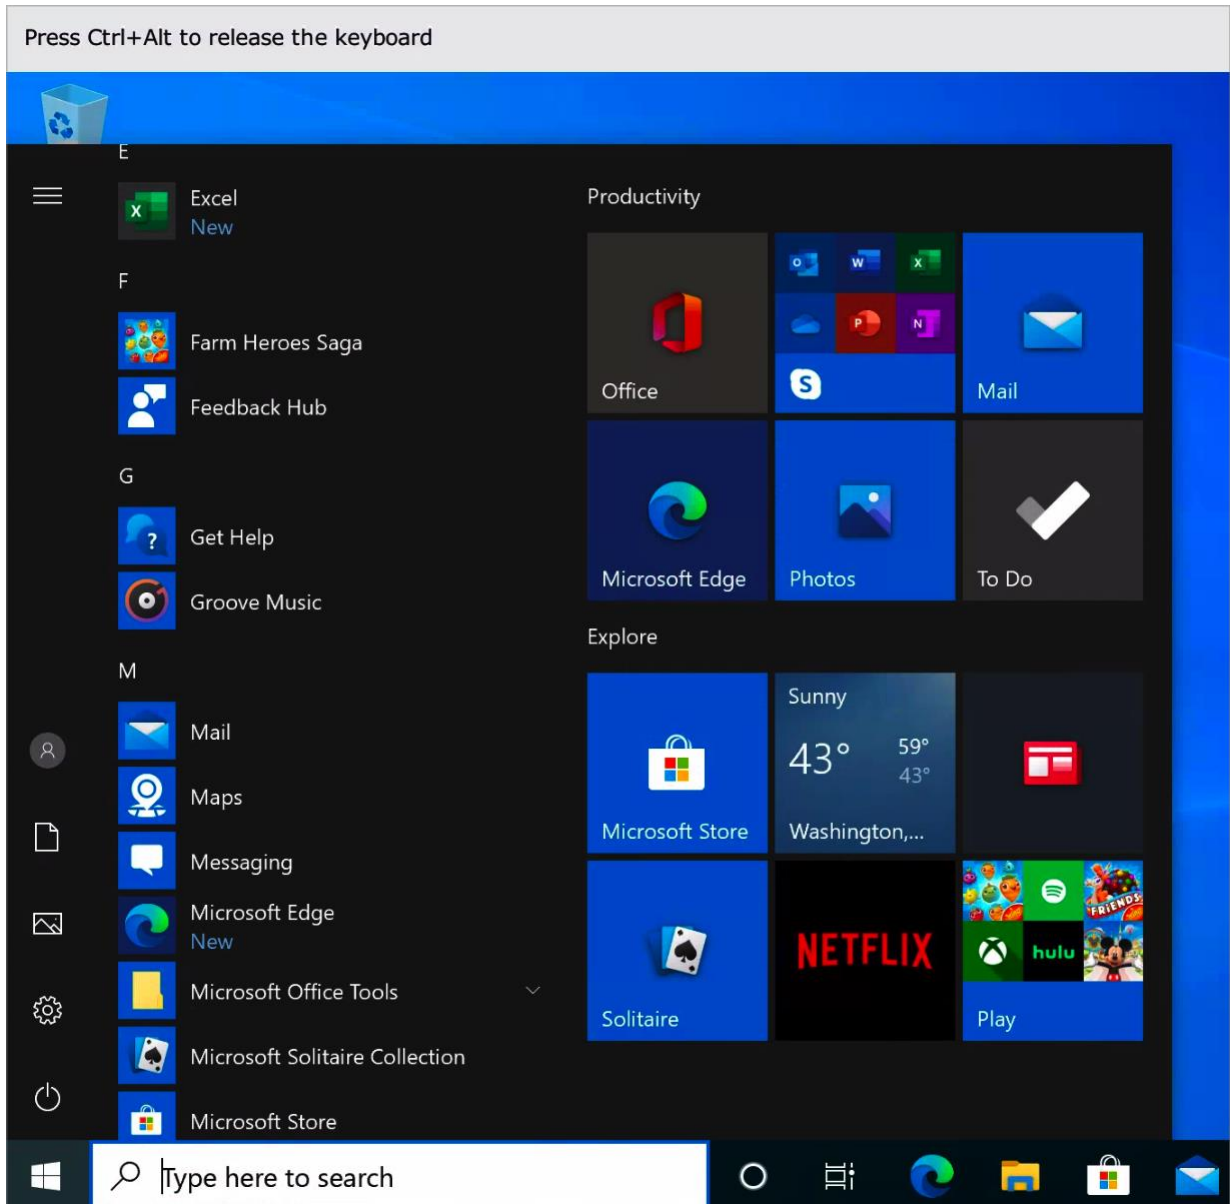 Press Ctrl+Alt to release the keyboard
E
Excel
New
F
Farm Heroes Saga
Feedback Hub
G
Get Help
Groove Music
M
Mail
Maps
Messaging
Microsoft Edge
New
Microsoft Office Tools
Microsoft Solitaire Collection
Microsoft Store
Productivity
Office
Mail
Microsoft Edge
Photos
To Do
Explore
Microsoft Store
Sunny
43° 59°
43°
Washington,...
Solitaire
NETFLIX
FRIENDS
hulu
Play
Type here to search